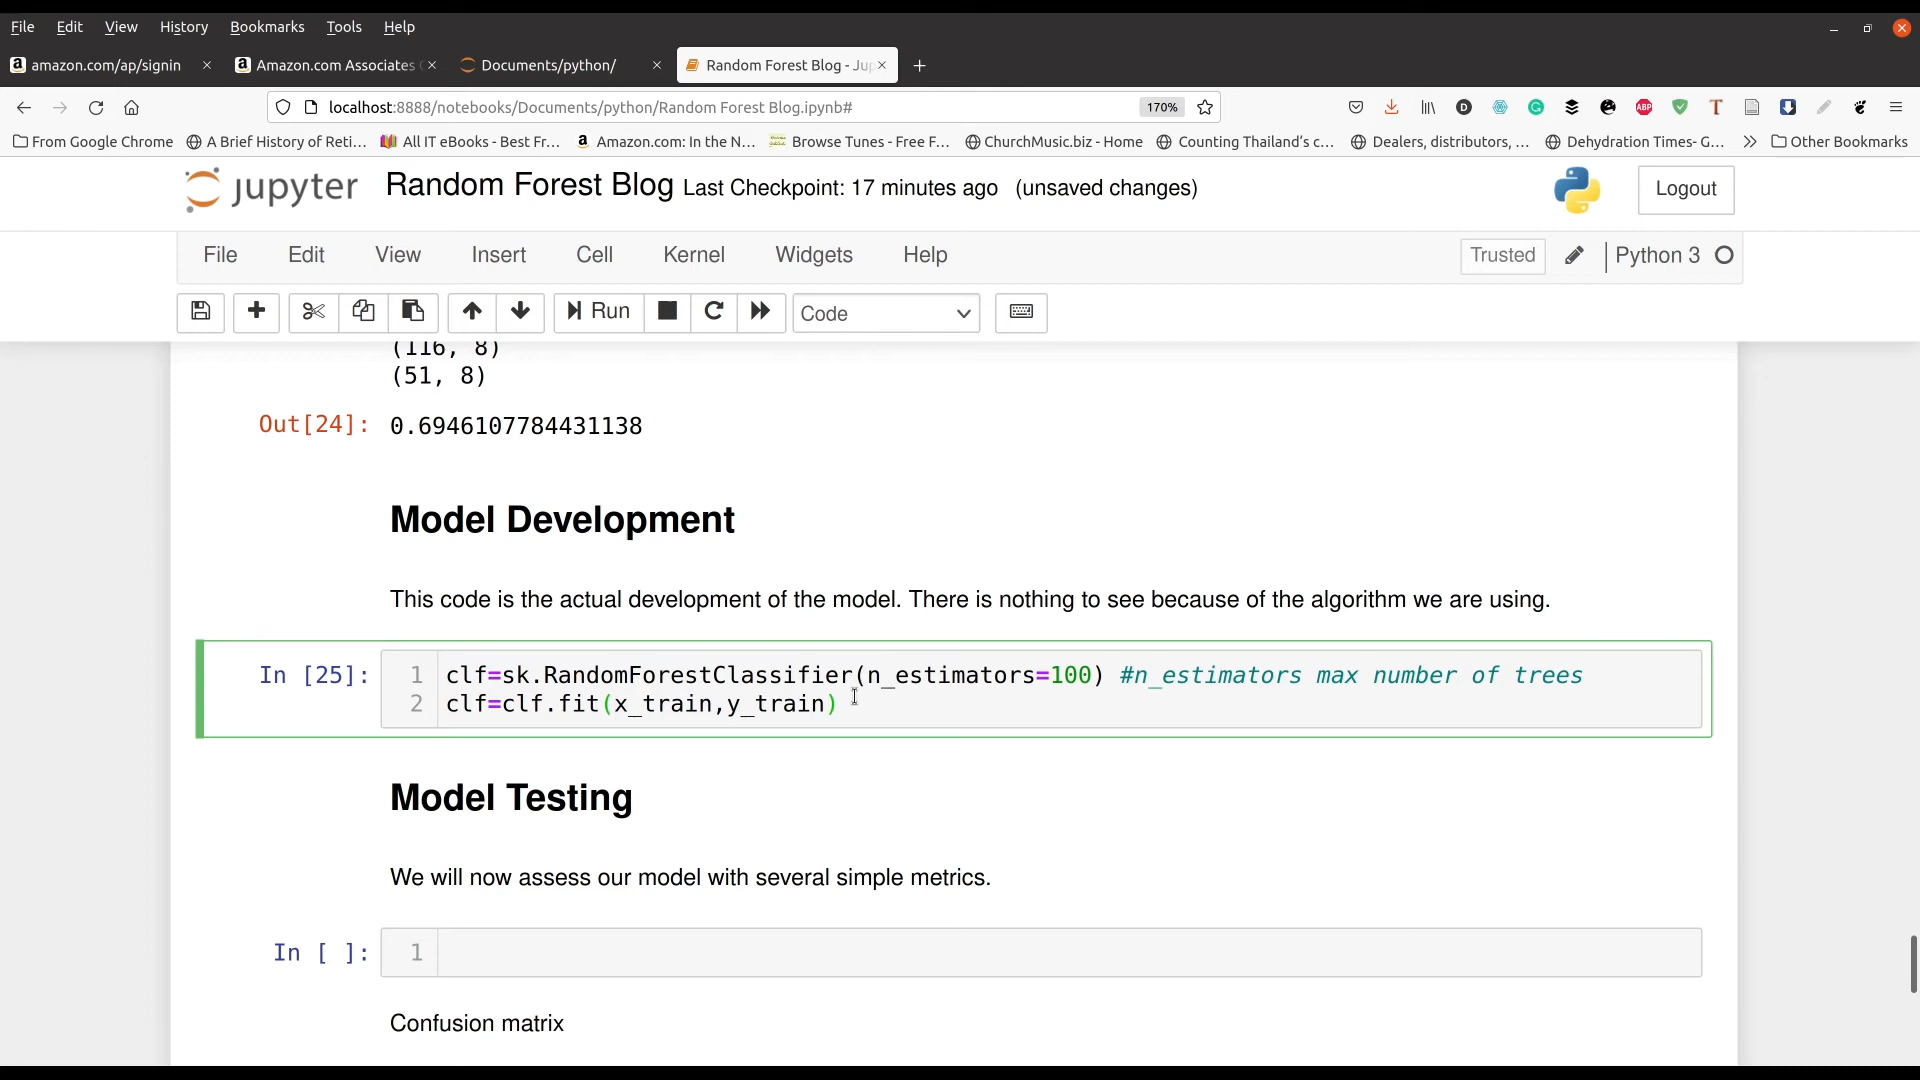 File Edit View History Bookmarks Tools Help
amazon.com/ap/signin × Amazon.com Associates × Documents/python/ × Random Forest Blog - Jup ×
localhost:8888/notebooks/Documents/python/Random Forest Blog.ipynb# 170%
From Google Chrome A Brief History of Reti… All IT eBooks - Best Fr… Amazon.com: In the N… Browse Tunes - Free F… ChurchMusic.biz - Home Counting Thailand's c… Dealers, distributors, … Dehydration Times- G… Other Bookmarks
jupyter Random Forest Blog Last Checkpoint: 17 minutes ago (unsaved changes) Logout
File Edit View Insert Cell Kernel Widgets Help Trusted Python 3
Run Code
(116, 8)
(51, 8)
Out[24]: 0.6946107784431138
Model Development
This code is the actual development of the model. There is nothing to see because of the algorithm we are using.
In [25]: 1 clf=sk.RandomForestClassifier(n_estimators=100) #n_estimators max number of trees
2 clf=clf.fit(x_train,y_train)
Model Testing
We will now assess our model with several simple metrics.
In [ ]: 1
Confusion matrix